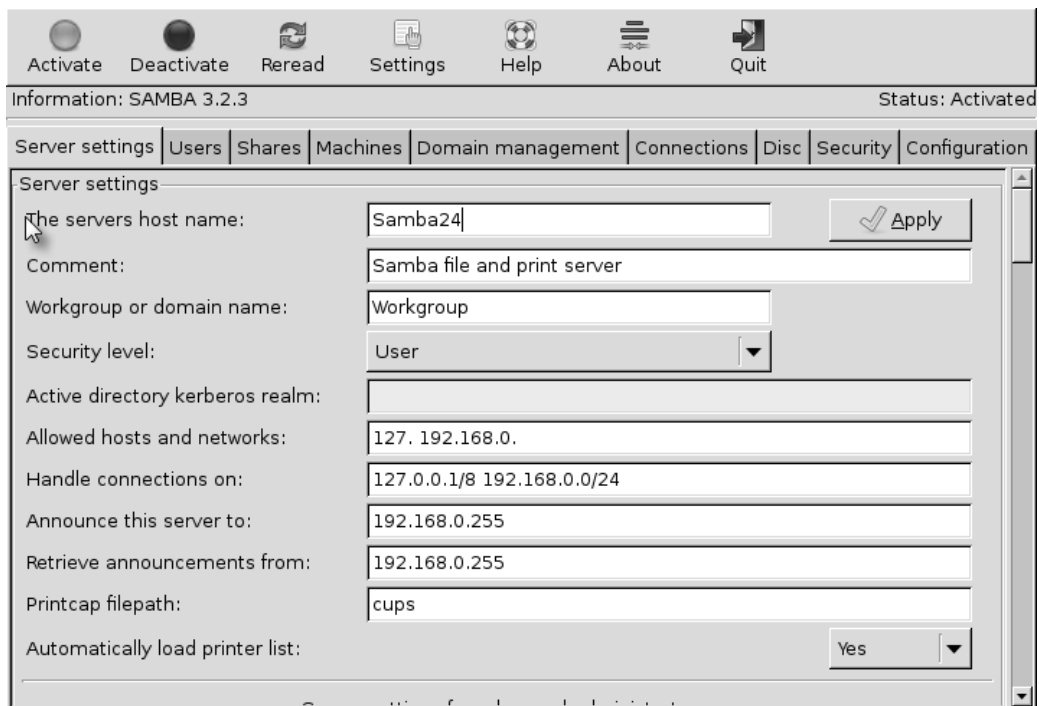 Activate Deactivate Reread Settings Help About Quit
Information: SAMBA 3.2.3 Status: Activated
Server settings Users Shares Machines Domain management Connections Disc Security Configuration
Server settings
The servers host name: Samba24 Apply
Comment: Samba file and print server
Workgroup or domain name: Workgroup
Security level: User
Active directory kerberos realm:
Allowed hosts and networks: 127. 192.168.0.
Handle connections on: 127.0.0.1/8 192.168.0.0/24
Announce this server to: 192.168.0.255
Retrieve announcements from: 192.168.0.255
Printcap filepath: cups
Automatically load printer list: Yes